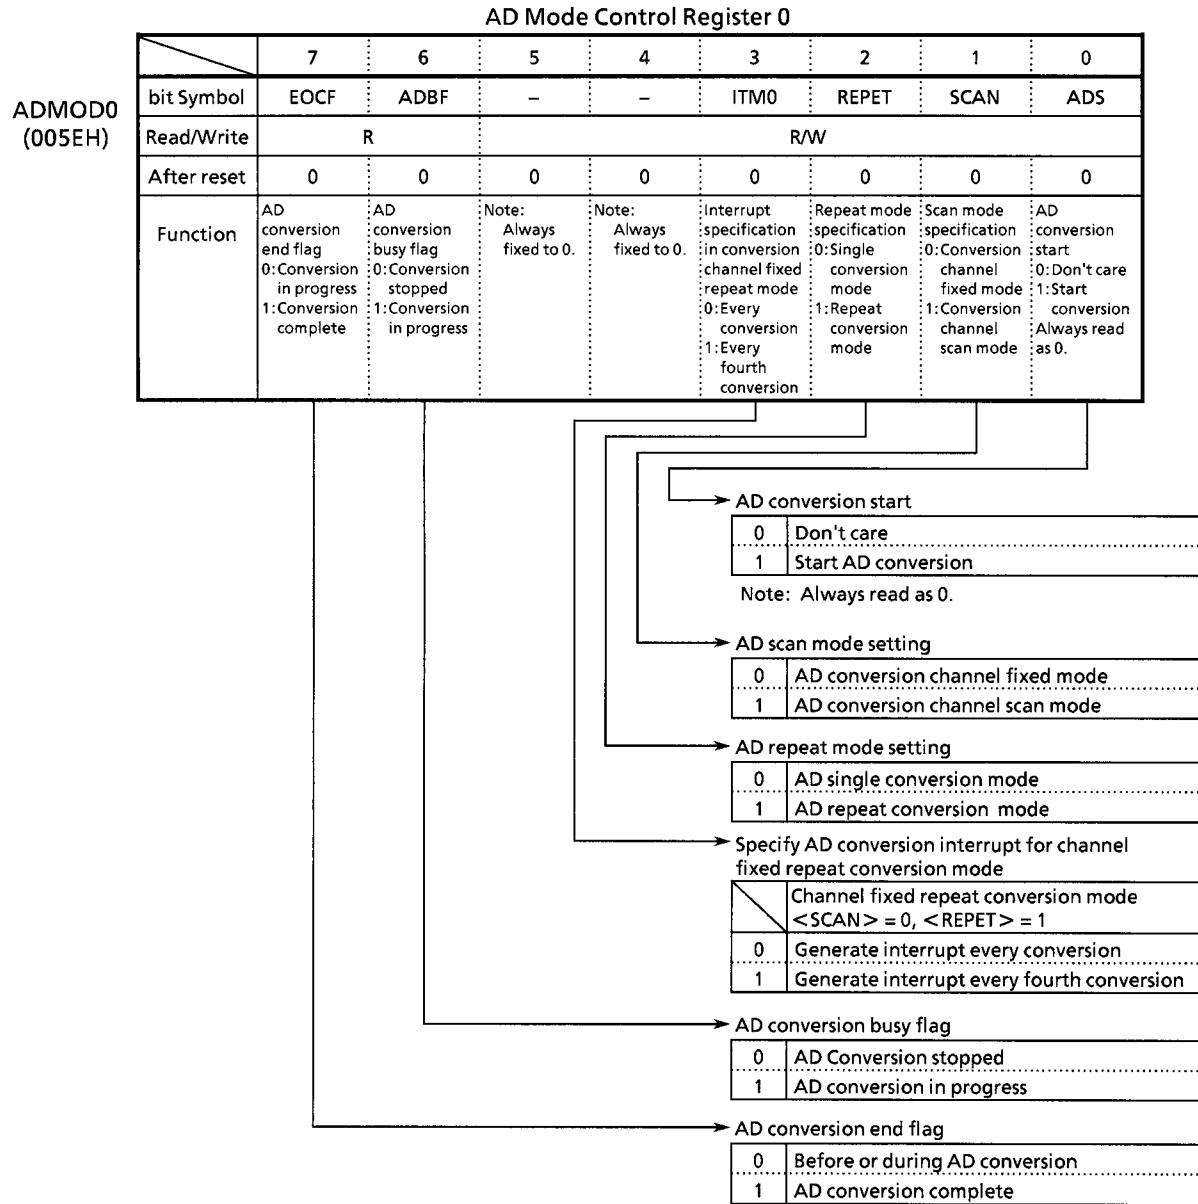 AD Mode Control Register 0
ADMOD0
(005EH)
7 6 5 4 3 2 1 0
bit Symbol EOCF ADBF – – ITM0 REPET SCAN ADS
Read/Write R R/W
After reset 0 0 0 0 0 0 0 0
Function
AD
conversion
end flag
0:Conversion
in progress
1:Conversion
complete
AD
conversion
busy flag
0:Conversion
stopped
1:Conversion
in progress
Note:
Always
fixed to 0.
Note:
Always
fixed to 0.
Interrupt
specification
in conversion
channel fixed
repeat mode
0:Every
conversion
1:Every
fourth
conversion
Repeat mode
specification
0:Single
conversion
mode
1:Repeat
conversion
mode
Scan mode
specification
0:Conversion
channel
fixed mode
1:Conversion
channel
scan mode
AD
conversion
start
0:Don't care
1:Start
conversion
Always read
as 0.
AD conversion start
0 Don't care
1 Start AD conversion
Note: Always read as 0.
AD scan mode setting
0 AD conversion channel fixed mode
1 AD conversion channel scan mode
AD repeat mode setting
0 AD single conversion mode
1 AD repeat conversion mode
Specify AD conversion interrupt for channel
fixed repeat conversion mode
Channel fixed repeat conversion mode
<SCAN> = 0, <REPET> = 1
0 Generate interrupt every conversion
1 Generate interrupt every fourth conversion
AD conversion busy flag
0 AD Conversion stopped
1 AD conversion in progress
AD conversion end flag
0 Before or during AD conversion
1 AD conversion complete